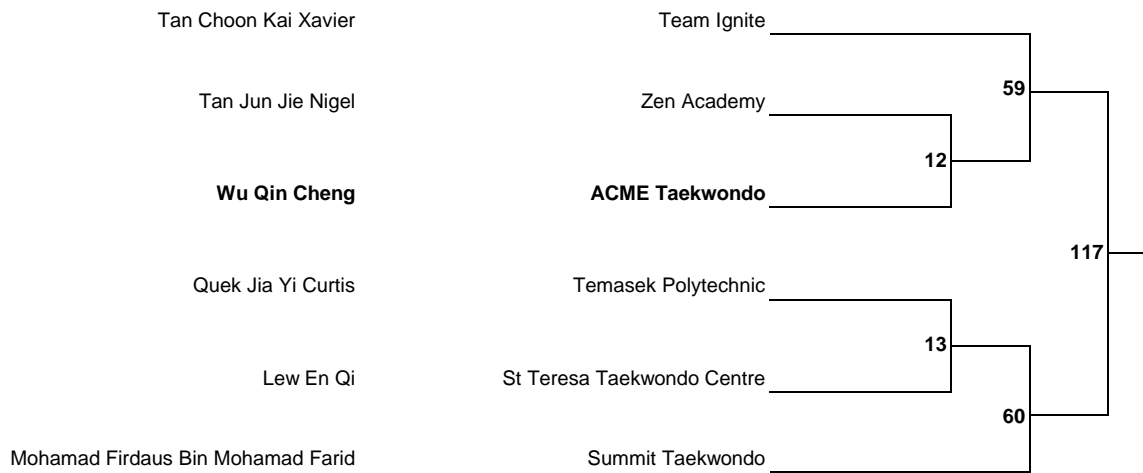 Tan Choon Kai Xavier Team Ignite
59
Tan Jun Jie Nigel Zen Academy
12
Wu Qin Cheng ACME Taekwondo
117
Quek Jia Yi Curtis Temasek Polytechnic
13
Lew En Qi St Teresa Taekwondo Centre
60
Mohamad Firdaus Bin Mohamad Farid Summit Taekwondo